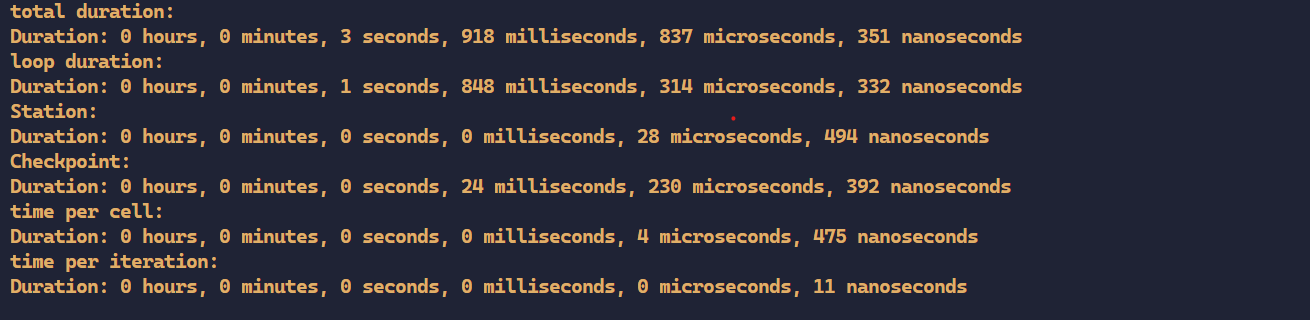 total duration:
Duration: 0 hours, 0 minutes, 3 seconds, 918 milliseconds, 837 microseconds, 351 nanoseconds
loop duration:
Duration: 0 hours, 0 minutes, 1 seconds, 848 milliseconds, 314 microseconds, 332 nanoseconds
Station:
Duration: 0 hours, 0 minutes, 0 seconds, 0 milliseconds, 28 microseconds, 494 nanoseconds
Checkpoint:
Duration: 0 hours, 0 minutes, 0 seconds, 24 milliseconds, 230 microseconds, 392 nanoseconds
time per cell:
Duration: 0 hours, 0 minutes, 0 seconds, 0 milliseconds, 4 microseconds, 475 nanoseconds
time per iteration:
Duration: 0 hours, 0 minutes, 0 seconds, 0 milliseconds, 0 microseconds, 11 nanoseconds